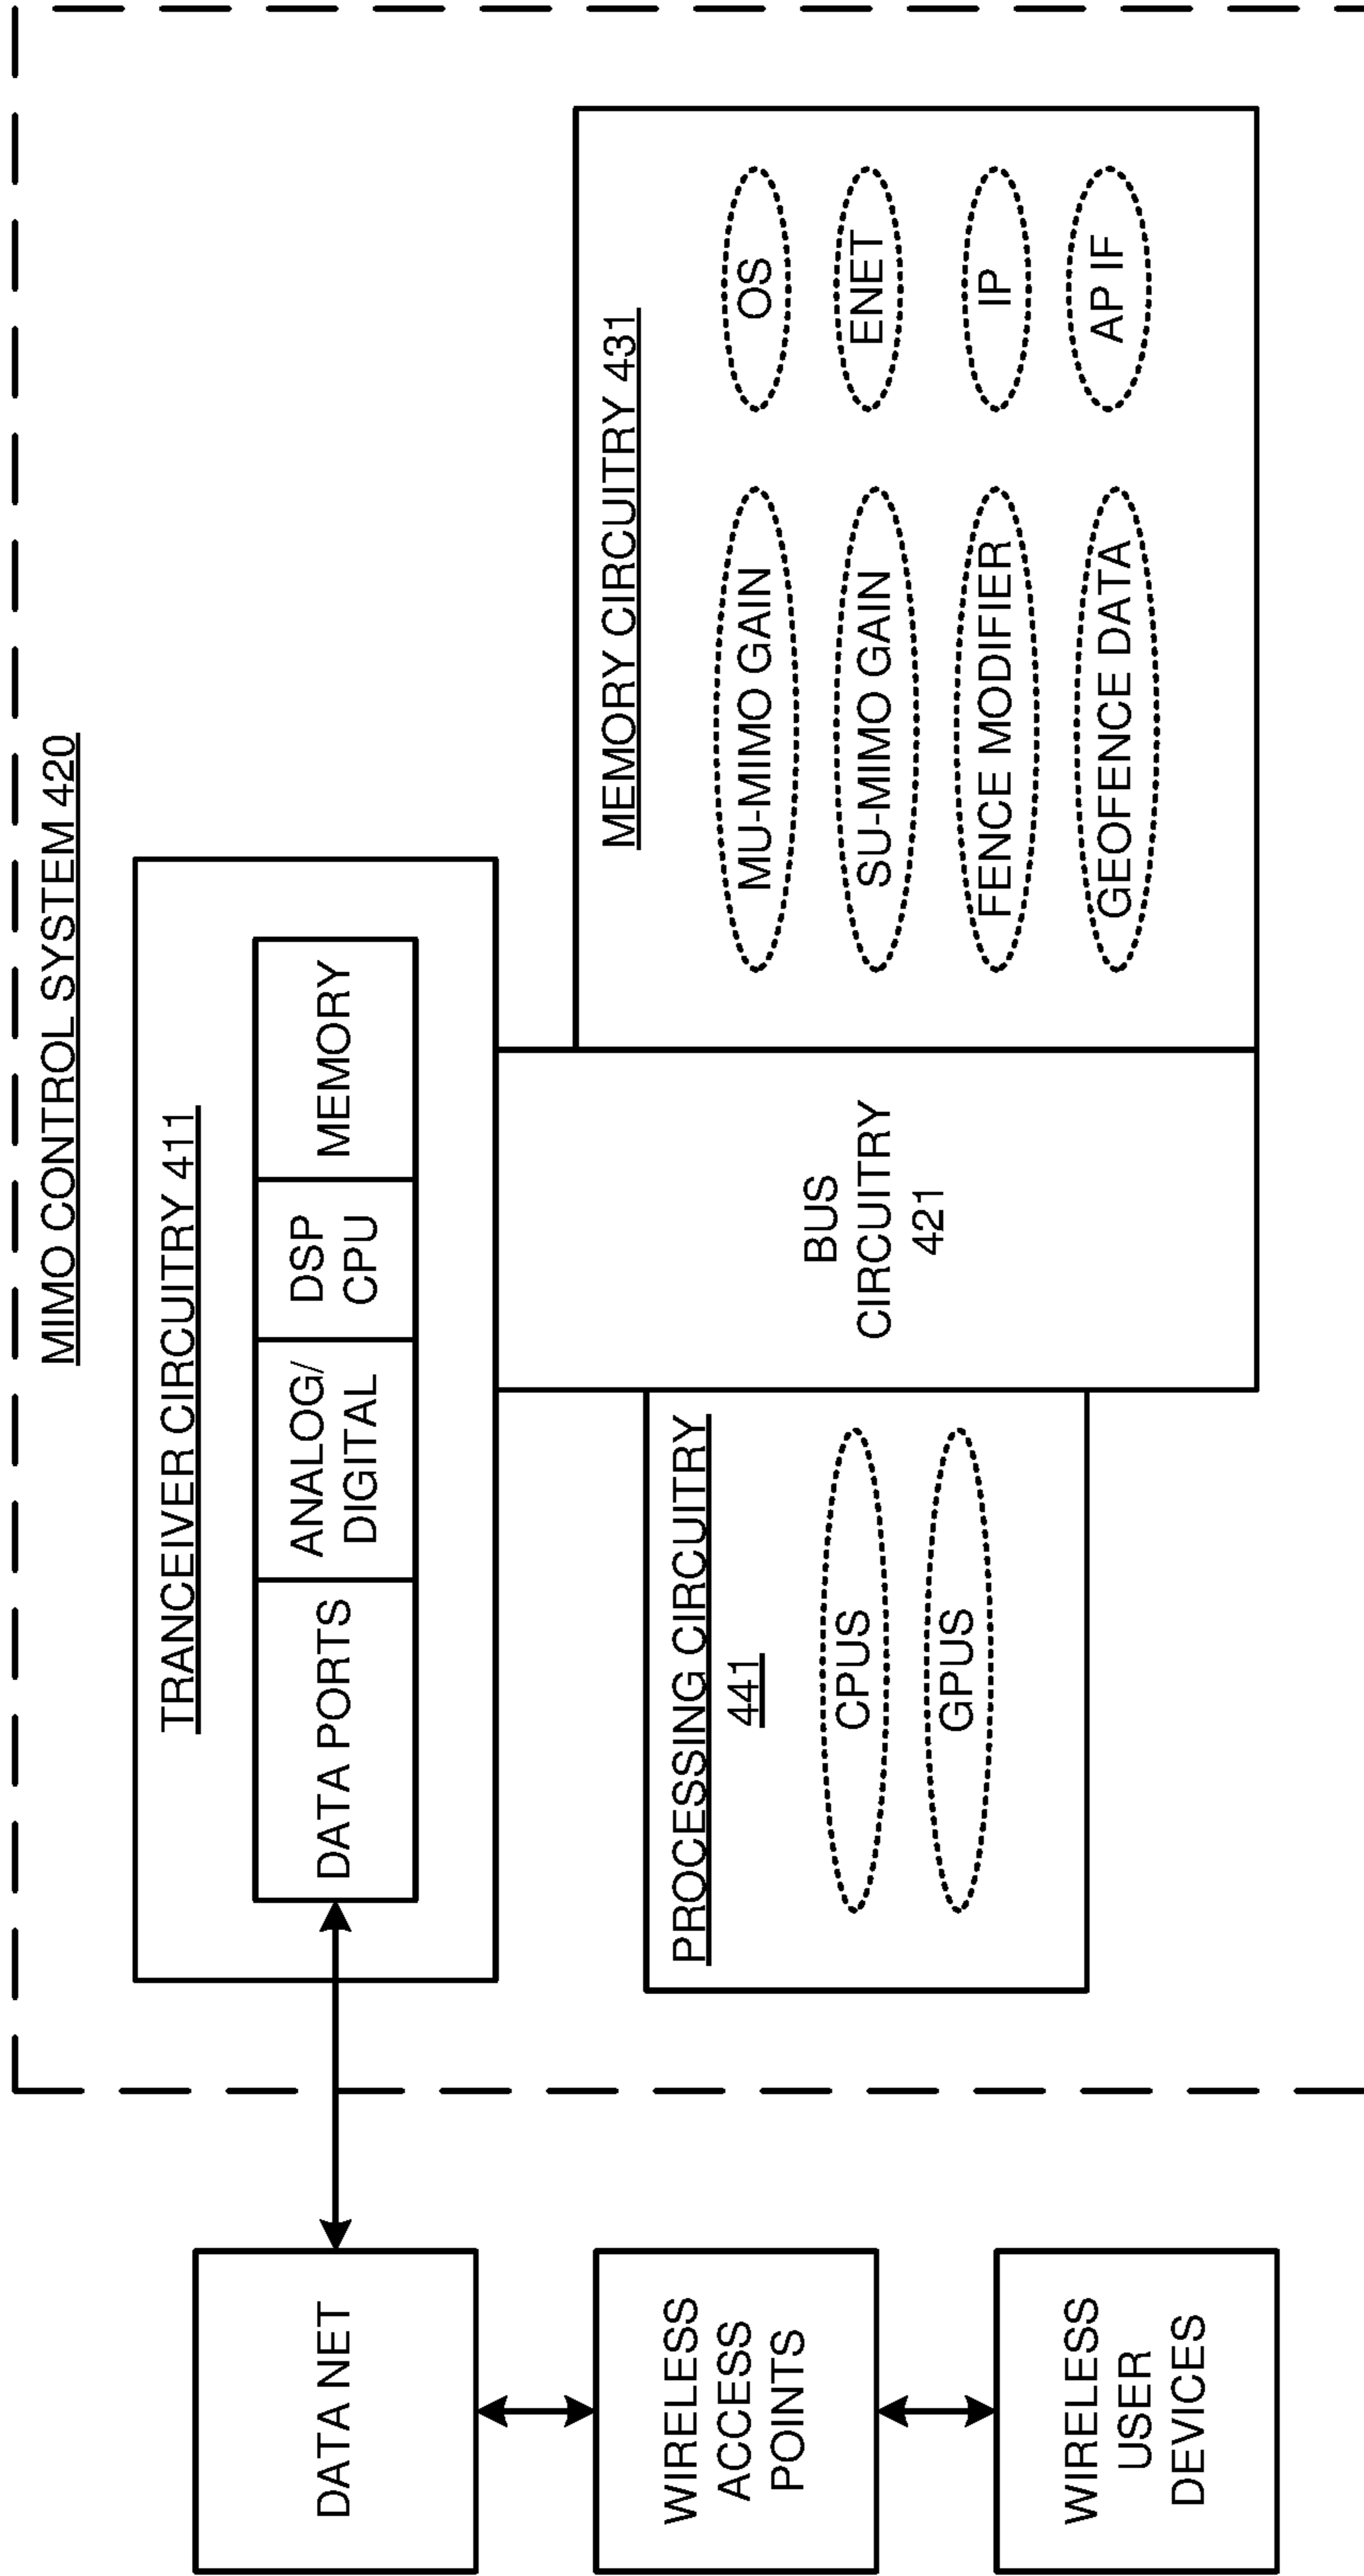 MIMO CONTROL SYSTEM 420
DATA NET
WIRELESS
ACCESS
POINTS
WIRELESS
USER
DEVICES
TRANCEIVER CIRCUITRY 411
DATA PORTS
ANALOG/
DIGITAL
DSP
CPU
MEMORY
PROCESSING CIRCUITRY
441
CPUS
GPUS
BUS
CIRCUITRY
421
MEMORY CIRCUITRY 431
MU-MIMO GAIN
SU-MIMO GAIN
FENCE MODIFIER
GEOFENCE DATA
OS
ENET
IP
AP IF